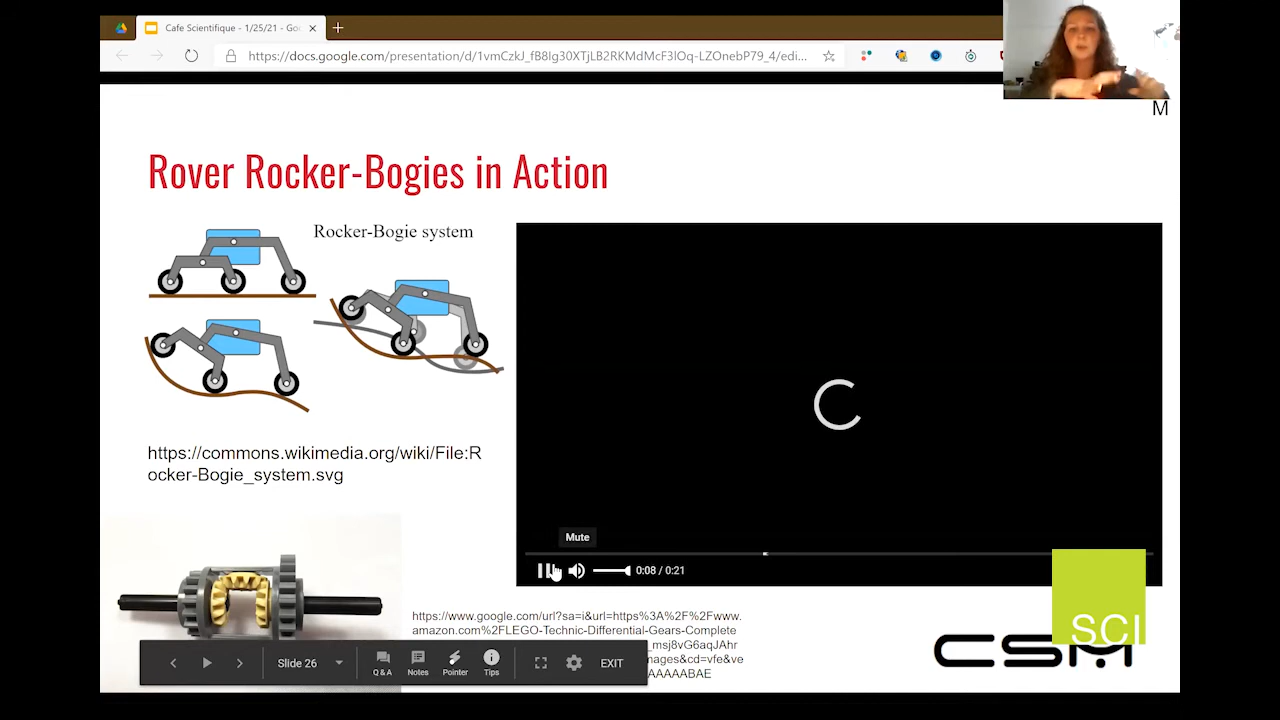 Cafe Scientifique - 1/25/21 - Goo
https://docs.google.com/presentation/d/1vmCzkJ_fB8Ig30XTjLB2RKMdMcF3lOq-LZOnebP79_4/edi...
M
Rover Rocker-Bogies in Action
Rocker-Bogie system
https://commons.wikimedia.org/wiki/File:R
ocker-Bogie_system.svg
Mute
0:08 / 0:21
https://www.google.com/url?sa=i&url=https%3A%2F%2Fwww.
amazon.com%2FLEGO-Technic-Differential-Gears-Complete
_msj8vG6aqJAhr
mages&cd=vfe&ve
AAAAABAE
SCI
CSM
Slide 26
Q & A
Notes
Pointer
Tips
EXIT